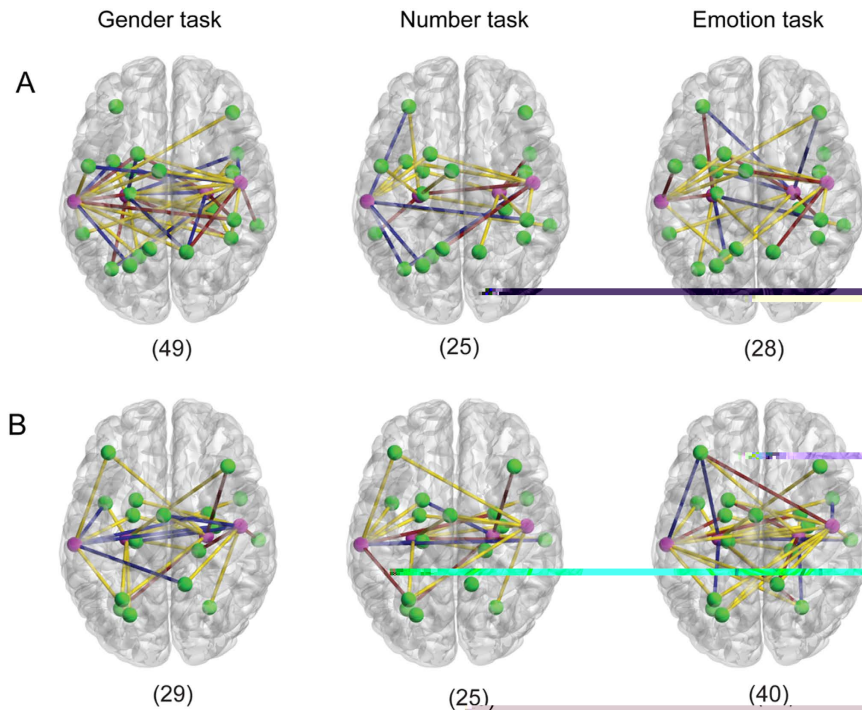 Gender task Number task Emotion task
A
(49) (25) (28)
B
(29) (25) (40)